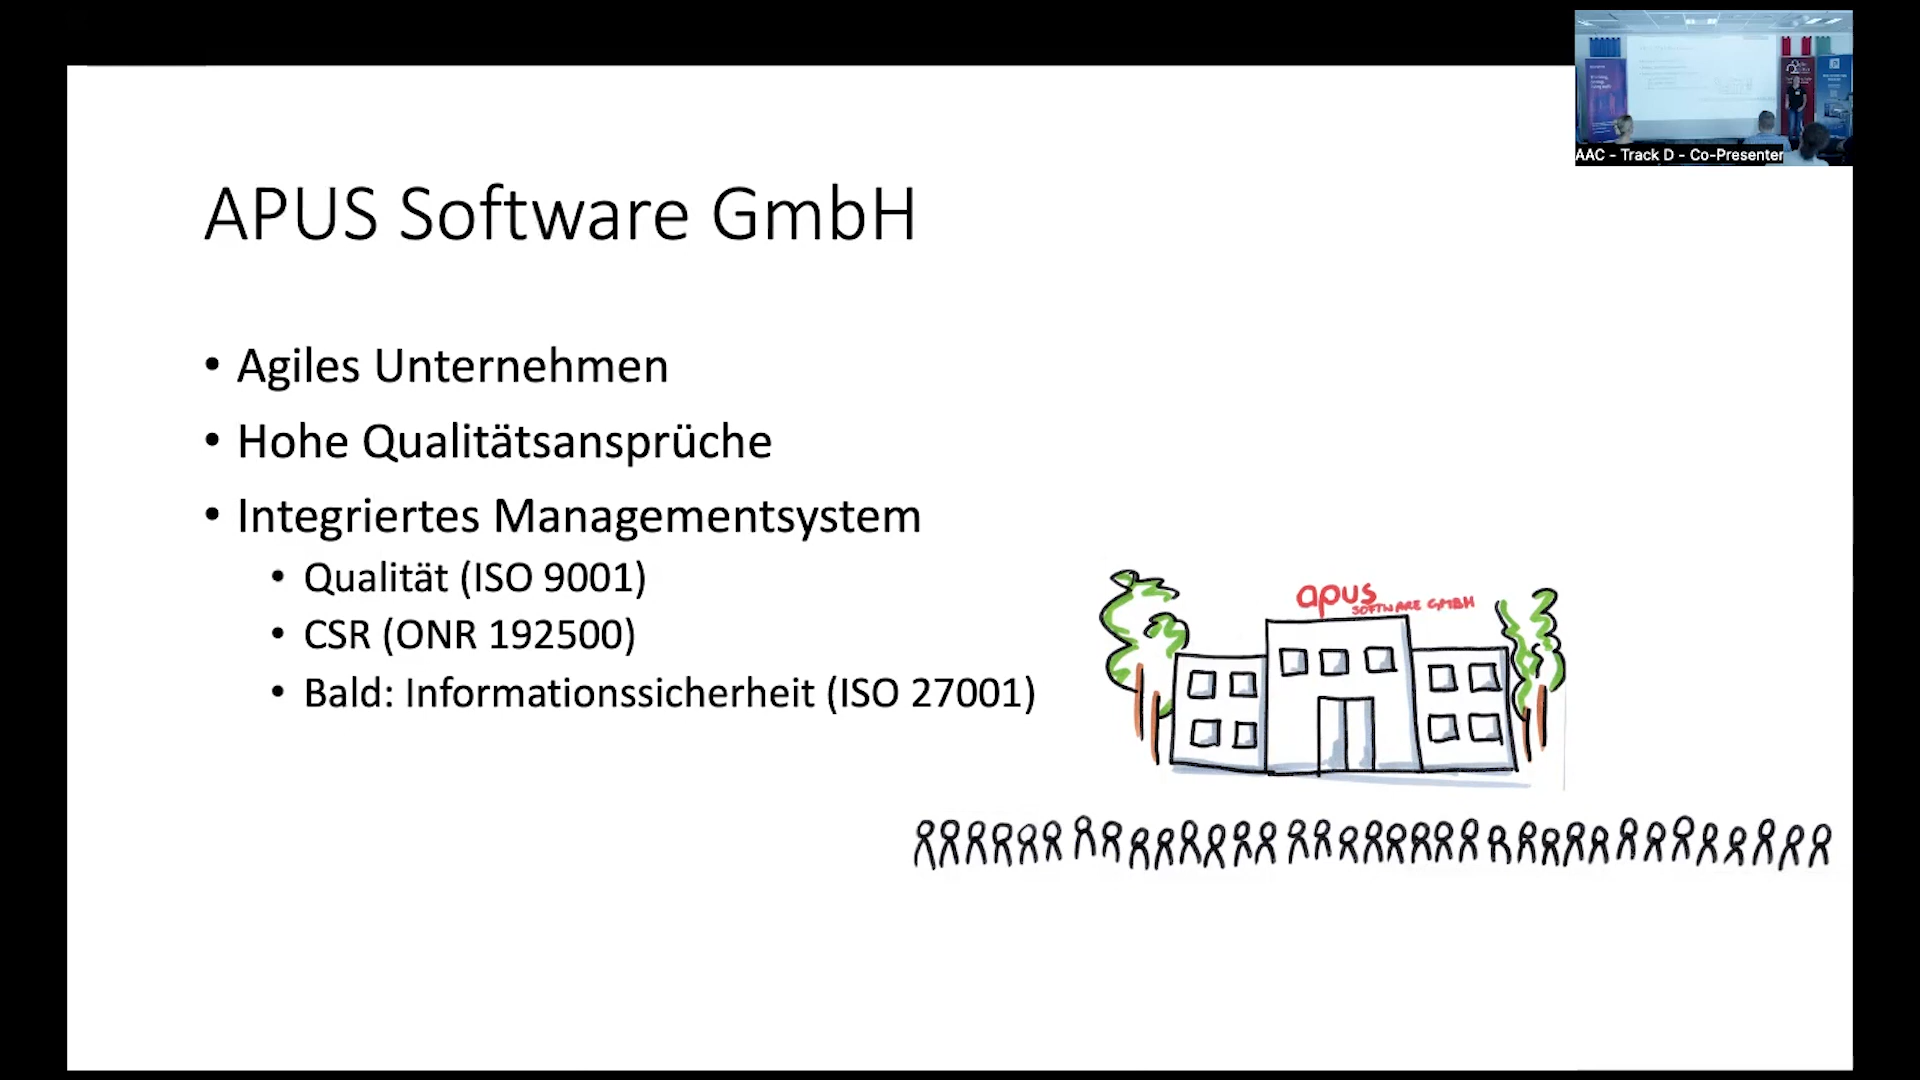 AAC - Track D - Co-Presenter
APUS Software GmbH
• Agiles Unternehmen
• Hohe Qualitätsansprüche
• Integriertes Managementsystem
• Qualität (ISO 9001)
• CSR (ONR 192500)
• Bald: Informationssicherheit (ISO 27001)
apus
SOFTWARE GMBH